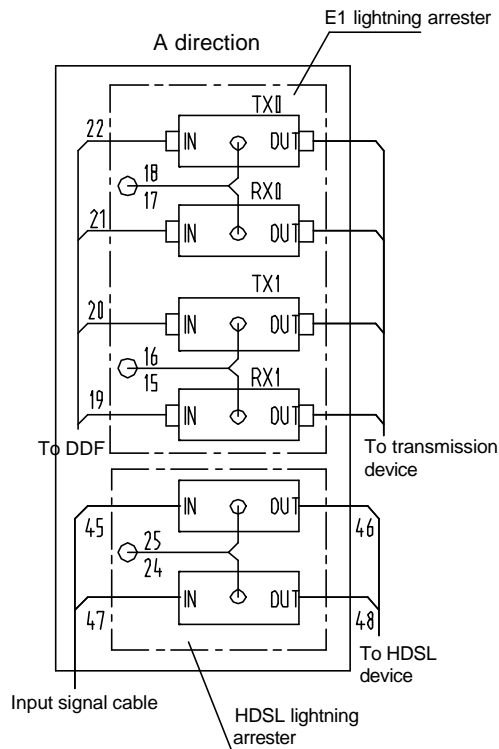 E1 lightning arrester
A direction
TX0
22
IN
OUT
18
17
RX0
21
IN
OUT
TX1
20
IN
OUT
16
15
RX1
19
IN
OUT
To DDF
To transmission
device
IN
OUT
45
46
25
24
IN
OUT
47
48
To HDSL
device
Input signal cable
HDSL lightning
arrester